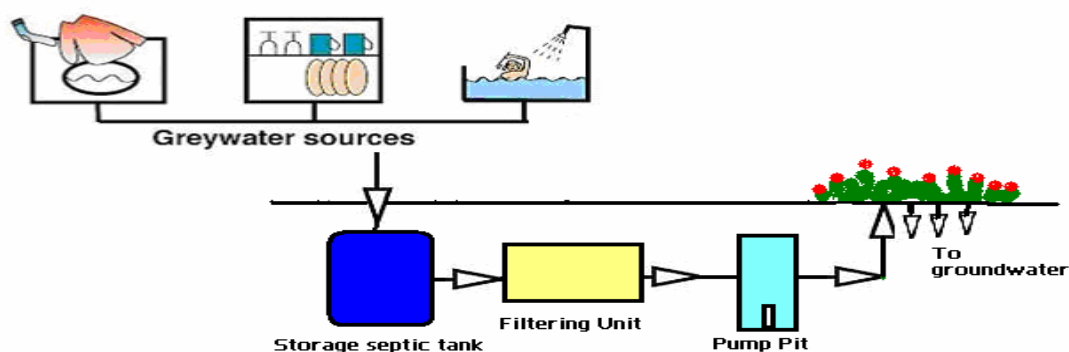 Greywater sources
To
groundwater
Filtering Unit
Storage septic tank
Pump Pit